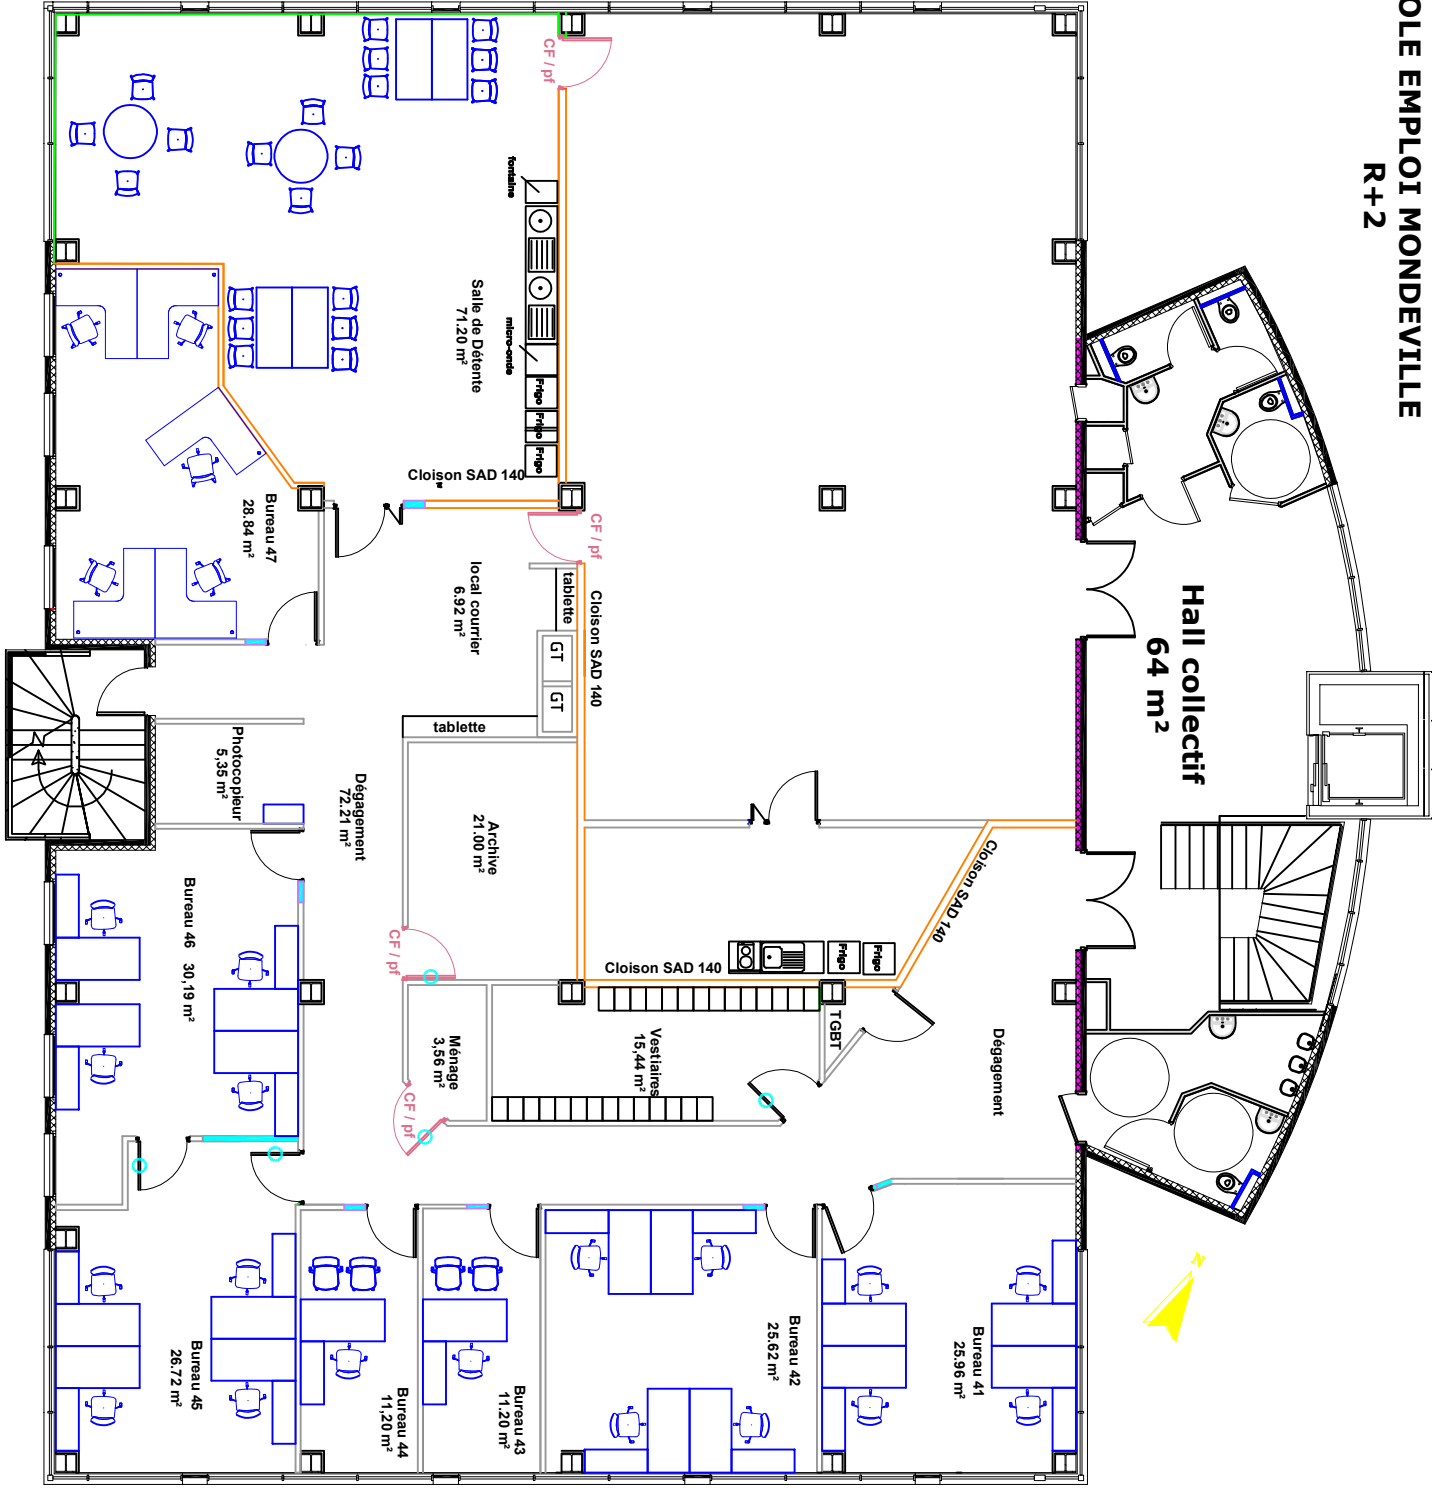 OLE EMPLOI MONDEVILLE
R+2
CF / pf
fontaine
micro-onde
Salle de Détente
71.20 m²
Frigo
Frigo
Frigo
Cloison SAD 140
Bureau 47
28.84 m²
CF / pf
local courrier
6.92 m²
tablette
Cloison SAD 140
GT
GT
tablette
Hall collectif
64 m²
Photocopieur
5,35 m²
Dégagement
72.21 m²
Archive
21.00 m²
Cloison SAD 140
Cloison SAD 140
Frigo
Frigo
CF / pf
Bureau 46 30,19 m²
Ménage
3,56 m²
CF / pf
Vestiaires
15,44 m²
TGBT
Dégagement
N
Bureau 45
26.72 m²
Bureau 44
11,20 m²
Bureau 43
11.20 m²
Bureau 42
25.62 m²
Bureau 41
25.96 m²
N